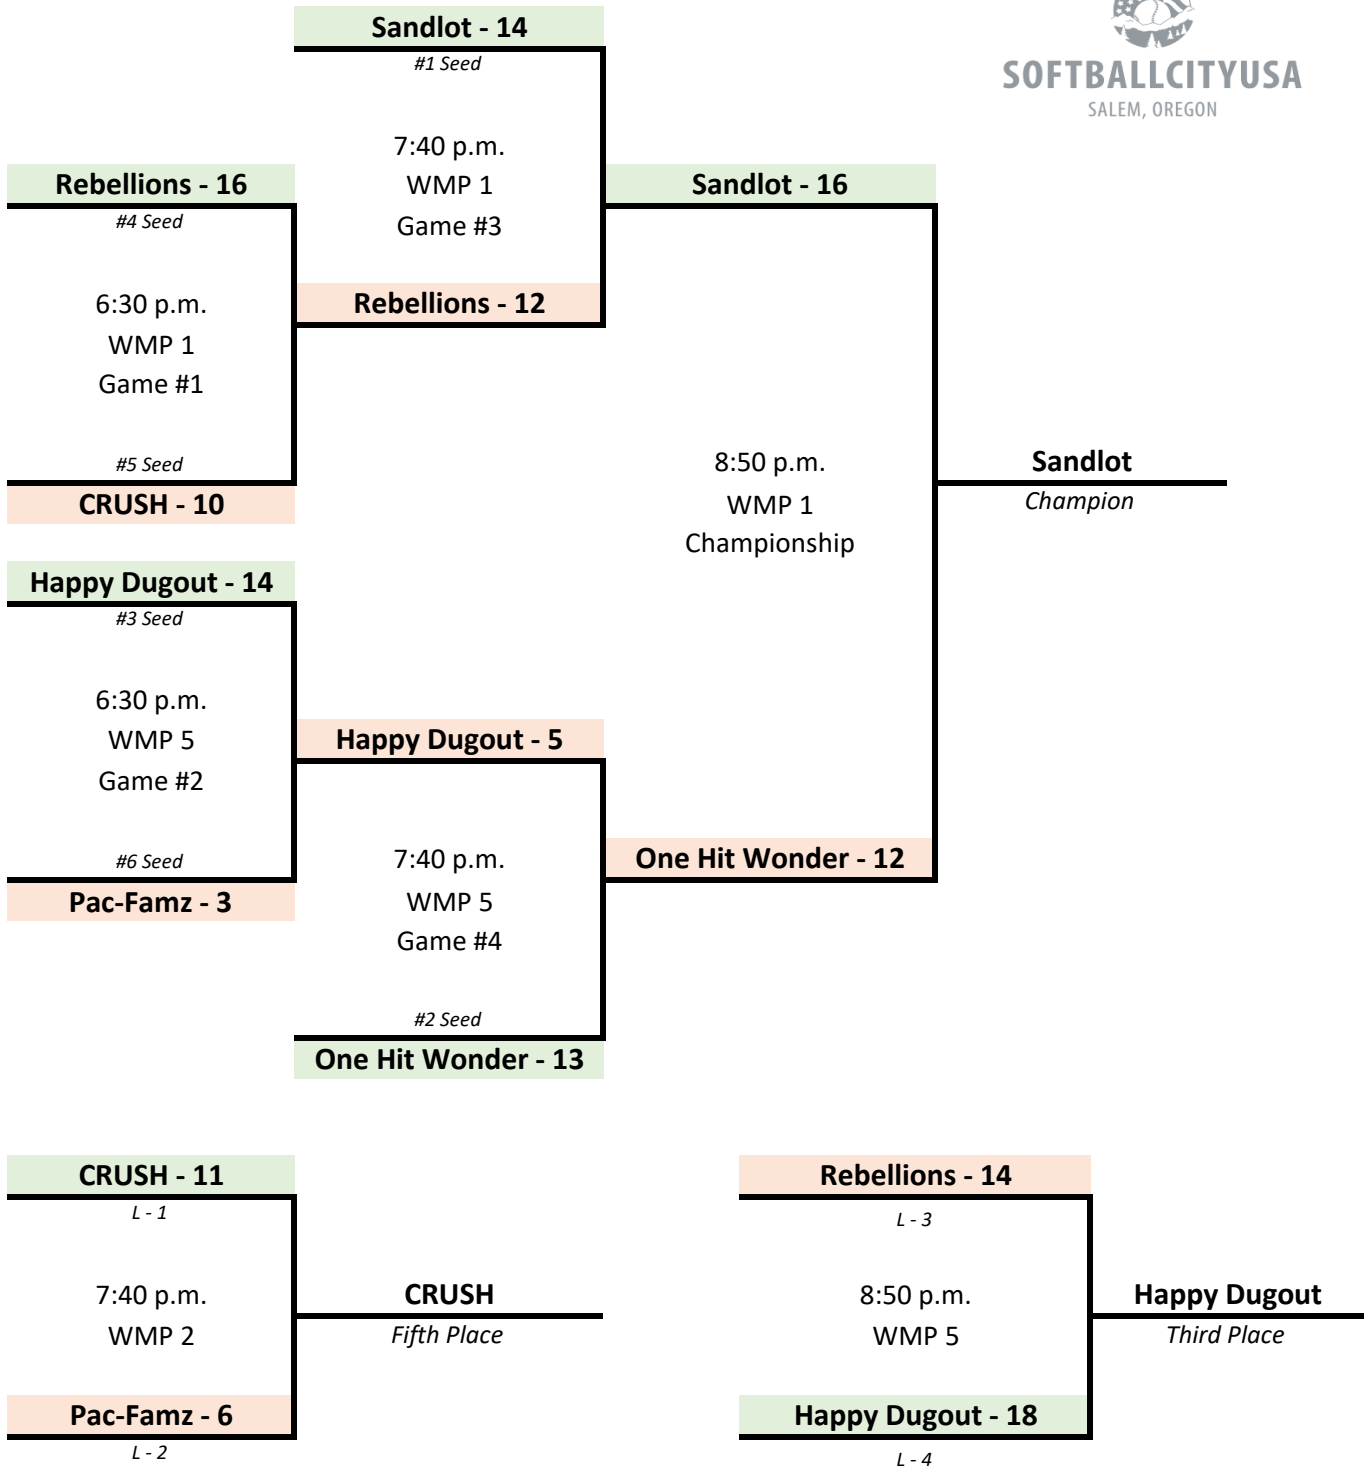 Sandlot - 14
#1 Seed
SOFTBALLCITYUSA
SALEM, OREGON
7:40 p.m.
WMP 1
Game #3
Rebellions - 16
#4 Seed
Sandlot - 16
6:30 p.m.
WMP 1
Game #1
Rebellions - 12
#5 Seed
CRUSH - 10
8:50 p.m.
WMP 1
Championship
Sandlot
Champion
Happy Dugout - 14
#3 Seed
6:30 p.m.
WMP 5
Game #2
Happy Dugout - 5
#6 Seed
Pac-Famz - 3
7:40 p.m.
WMP 5
Game #4
One Hit Wonder - 12
#2 Seed
One Hit Wonder - 13
CRUSH - 11
L - 1
7:40 p.m.
WMP 2
CRUSH
Fifth Place
Pac-Famz - 6
L - 2
Rebellions - 14
L - 3
8:50 p.m.
WMP 5
Happy Dugout
Third Place
Happy Dugout - 18
L - 4